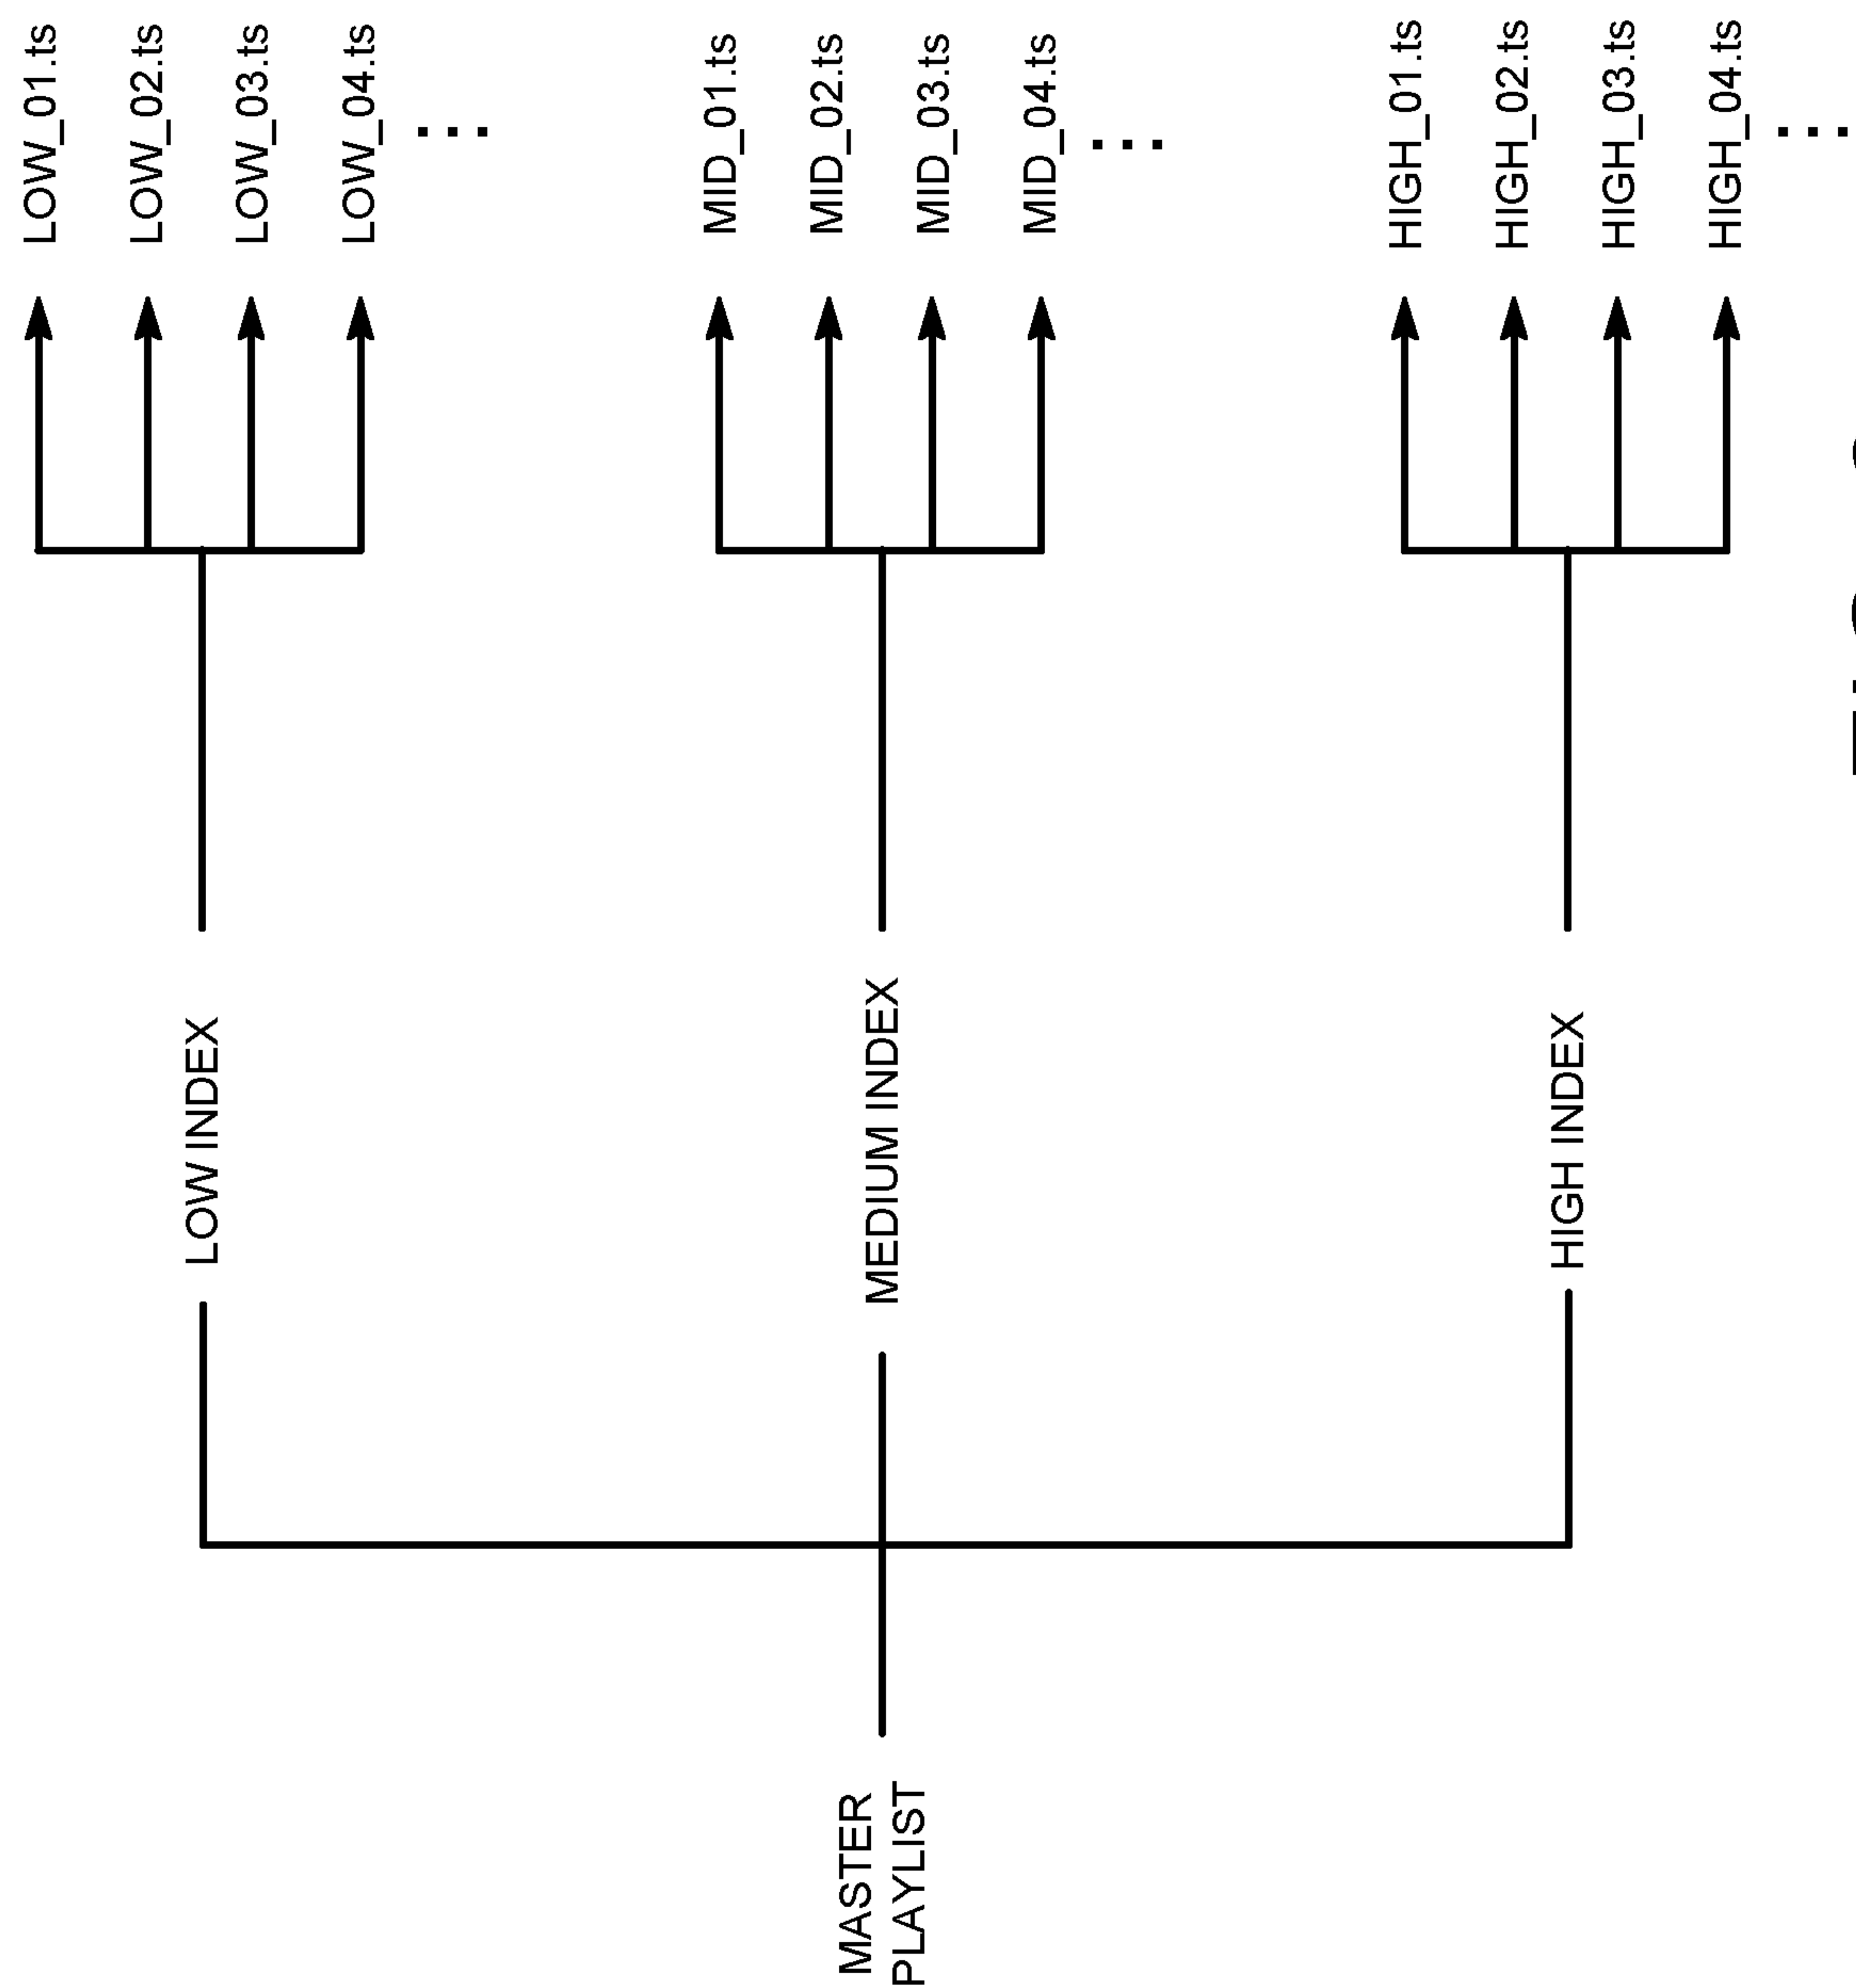 MASTER
PLAYLIST
LOW INDEX
LOW_01.ts
LOW_02.ts
LOW_03.ts
LOW_04.ts
...
MEDIUM INDEX
MID_01.ts
MID_02.ts
MID_03.ts
MID_04.ts
...
HIGH INDEX
HIGH_01.ts
HIGH_02.ts
HIGH_03.ts
HIGH_04.ts
...